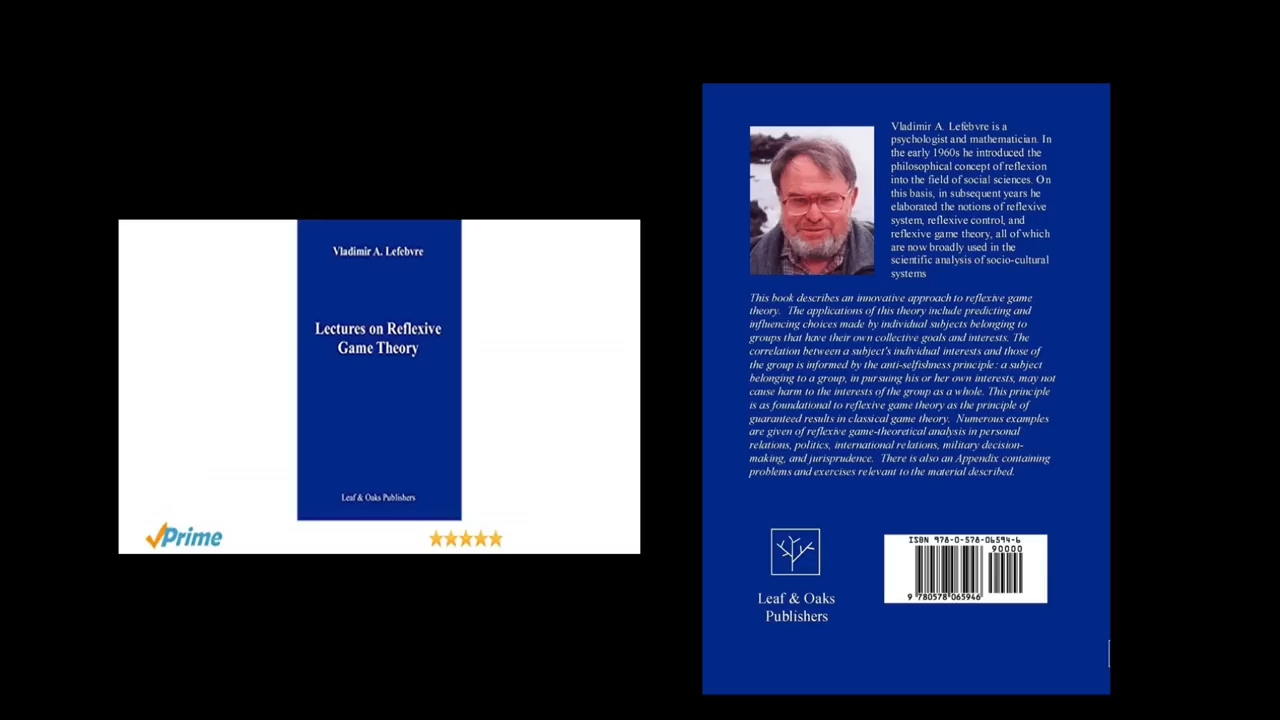 Vladimir A. Lefebvre
Lectures on Reflexive
Game Theory
Leaf & Oaks Publishers
Prime
Vladimir A. Lefebvre is a
psychologist and mathematician. In
the early 1960s he introduced the
philosophical concept of reflexion
into the field of social sciences. On
this basis, in subsequent years he
elaborated the notions of reflexive
system, reflexive control, and
reflexive game theory, all of which
are now broadly used in the
scientific analysis of socio-cultural
systems
This book describes an innovative approach to reflexive game
theory. The applications of this theory include predicting and
influencing choices made by individual subjects belonging to
groups that have their own collective goals and interests. The
correlation between a subject's individual interests and those of
the group is informed by the anti-selfishness principle: a subject
belonging to a group, in pursuing his or her own interests, may not
cause harm to the interests of the group as a whole. This principle
is as foundational to reflexive game theory as the principle of
guaranteed results in classical game theory. Numerous examples
are given of reflexive game-theoretical analysis in personal
relations, politics, international relations, military decision-
making, and jurisprudence. There is also an Appendix containing
problems and exercises relevant to the material described.
Leaf & Oaks
Publishers
ISBN 978-0-578-06594-6
90000
9 780578 065946